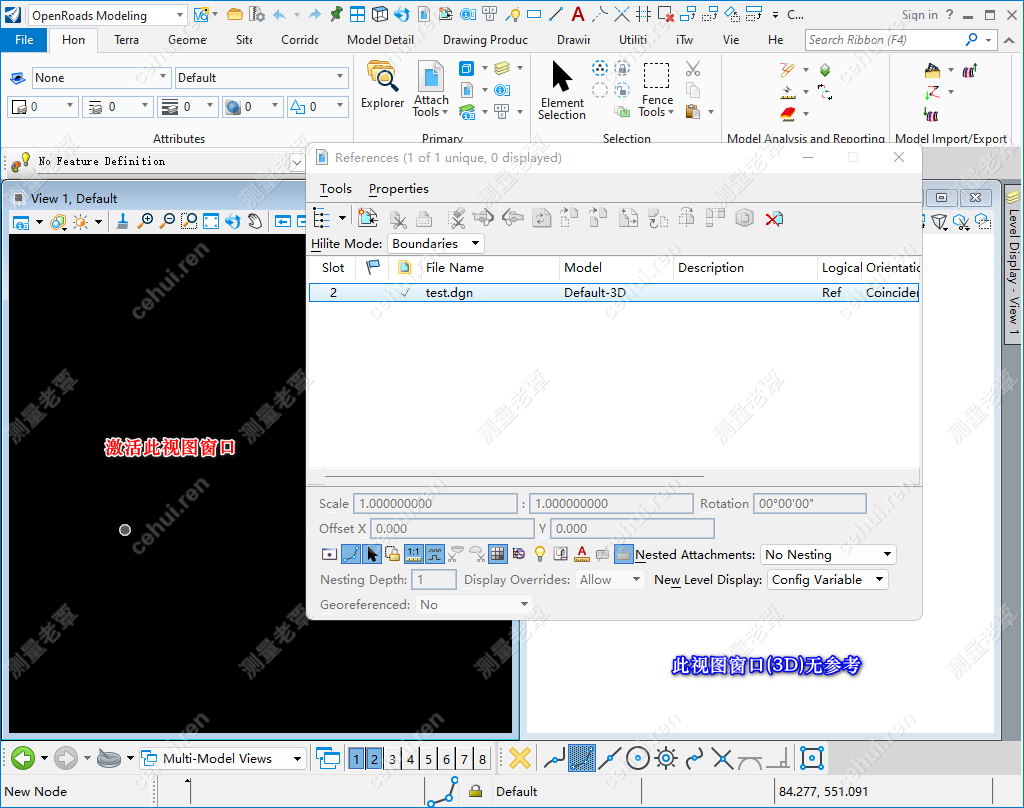 OpenRoads Modeling
C...
Sign in
?
File
Hon
Terra
Geome
Site
Corridc
Model Detail
Drawing Produc
Drawir
Utiliti
iTw
Vie
He
Search Ribbon (F4)
None
Default
0
0
0
0
0
Attributes
Explorer
Attach
Tools
Primary
Element
Selection
Fence
Tools
Selection
Model Analysis and Reporting
Model Import/Export
No Feature Definition
References (1 of 1 unique, 0 displayed)
Tools
Properties
View 1, Default
Hilite Mode:
Boundaries
Slot
File Name
Model
Description
Logical
Orientatic
2
test.dgn
Default-3D
Ref
Coincider
Level Display - View 1
激活此视图窗口
Scale
1.000000000
:
1.000000000
Rotation
00°00'00"
Offset X
0.000
Y
0.000
1:1
Nested Attachments:
No Nesting
Nesting Depth:
1
Display Overrides:
Allow
New Level Display:
Config Variable
Georeferenced:
No
此视图窗口(3D)无参考
Multi-Model Views
1
2
3
4
5
6
7
8
New Node
Default
84.277, 551.091
测量老覃
cehui.ren